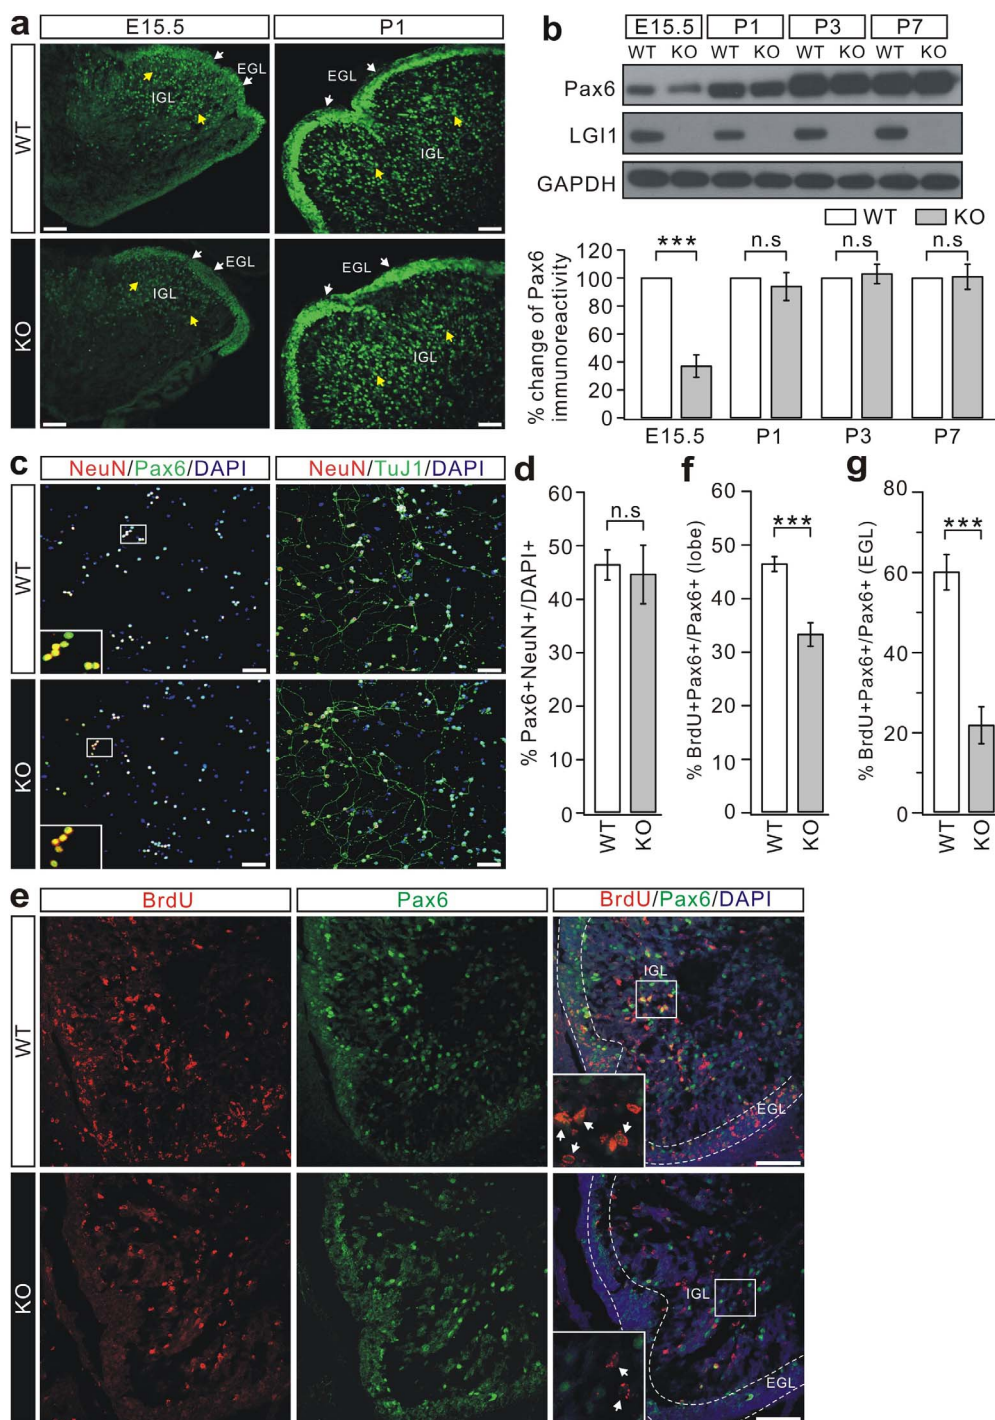 a
E15.5
P1
WT
EGL
IGL
EGL
IGL
KO
EGL
IGL
EGL
IGL
b
E15.5 P1 P3 P7
WT KO WT KO WT KO WT KO
Pax6
LGI1
GAPDH
WT KO
% change of Pax6
immunoreactivity
120
100
80
60
40
20
0
*** n.s n.s n.s
E15.5 P1 P3 P7
c
NeuN/Pax6/DAPI
NeuN/TuJ1/DAPI
WT
KO
d
% Pax6+NeuN+/DAPI+
60
50
40
30
20
10
0
n.s
WT KO
f
% BrdU+Pax6+/Pax6+ (lobe)
60
50
40
30
20
10
0
***
WT KO
g
% BrdU+Pax6+/Pax6+ (EGL)
80
60
40
20
0
***
WT KO
e
BrdU
Pax6
BrdU/Pax6/DAPI
WT
IGL
EGL
KO
IGL
EGL